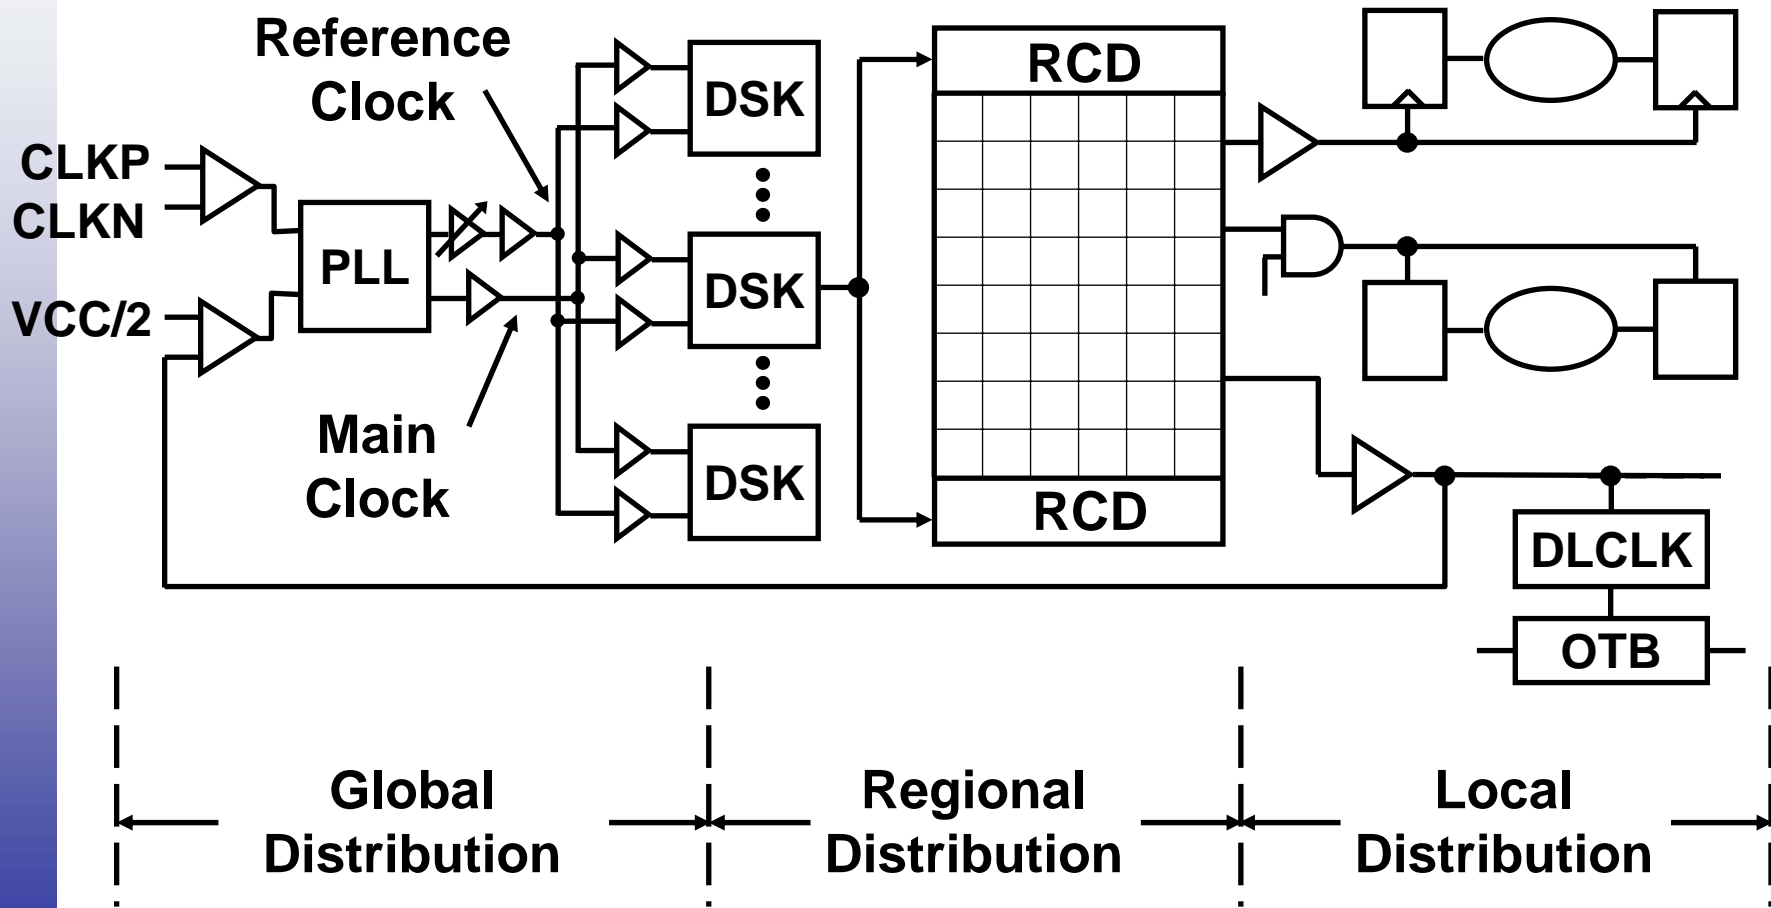 Reference
Clock
CLKP
CLKN
VCC/2
PLL
Main
Clock
DSK
DSK
DSK
RCD
RCD
DLCLK
OTB
Global
Distribution
Regional
Distribution
Local
Distribution